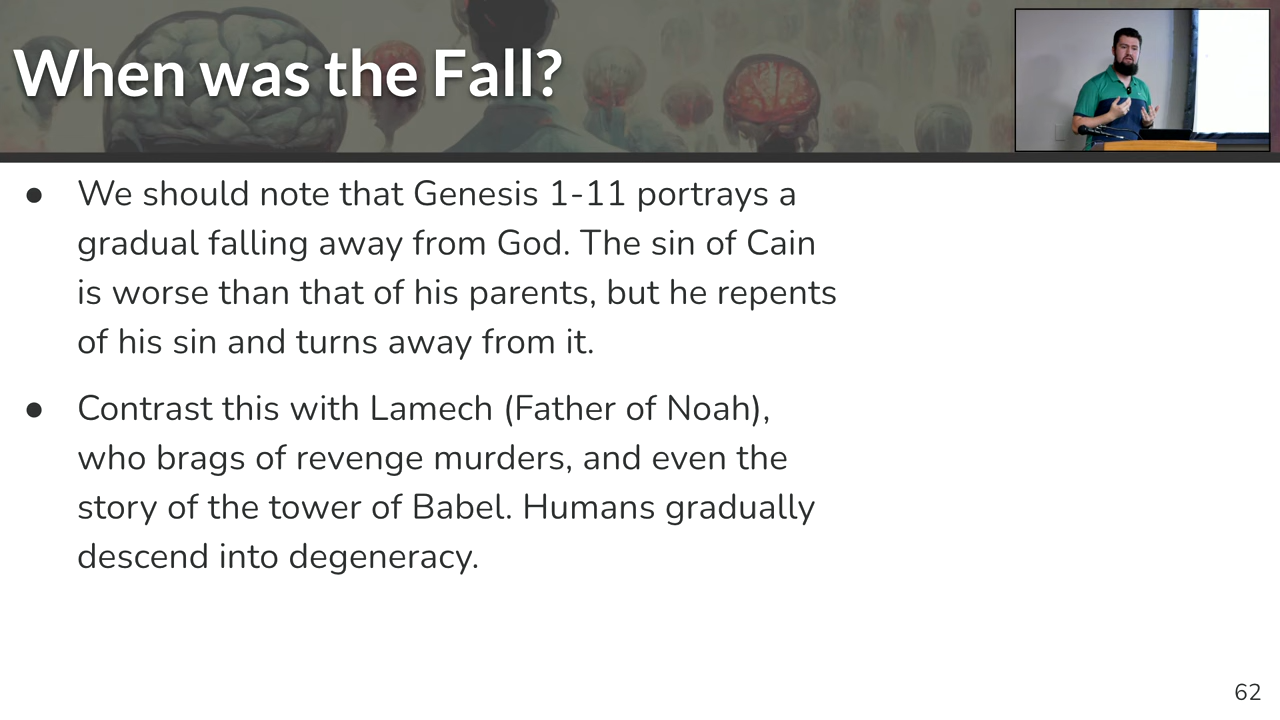 When was the Fall?
● We should note that Genesis 1-11 portrays a
gradual falling away from God. The sin of Cain
is worse than that of his parents, but he repents
of his sin and turns away from it.
● Contrast this with Lamech (Father of Noah),
who brags of revenge murders, and even the
story of the tower of Babel. Humans gradually
descend into degeneracy.
62